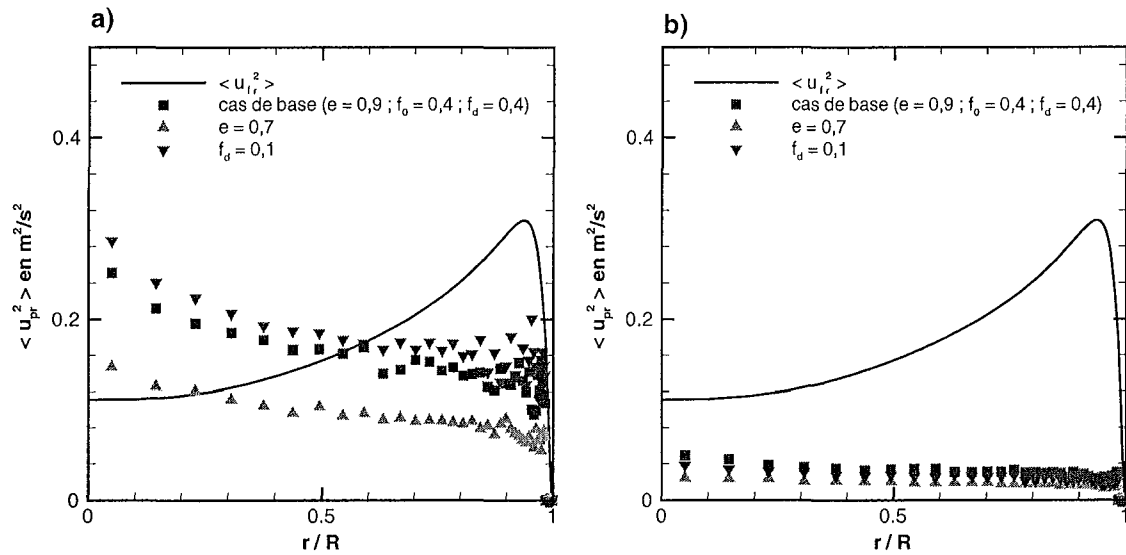 a)
< u_fr^2 >
cas de base (e = 0,9 ; f_o = 0,4 ; f_d = 0,4)
e = 0,7
f_d = 0,1
0.4
0.2
0
0
0.5
1
r / R
< u_pr^2 > en m^2/s^2
b)
< u_fr^2 >
cas de base (e = 0,9 ; f_o = 0,4 ; f_d = 0,4)
e = 0,7
f_d = 0,1
0.4
0.2
0
0
0.5
1
r / R
< u_pr^2 > en m^2/s^2